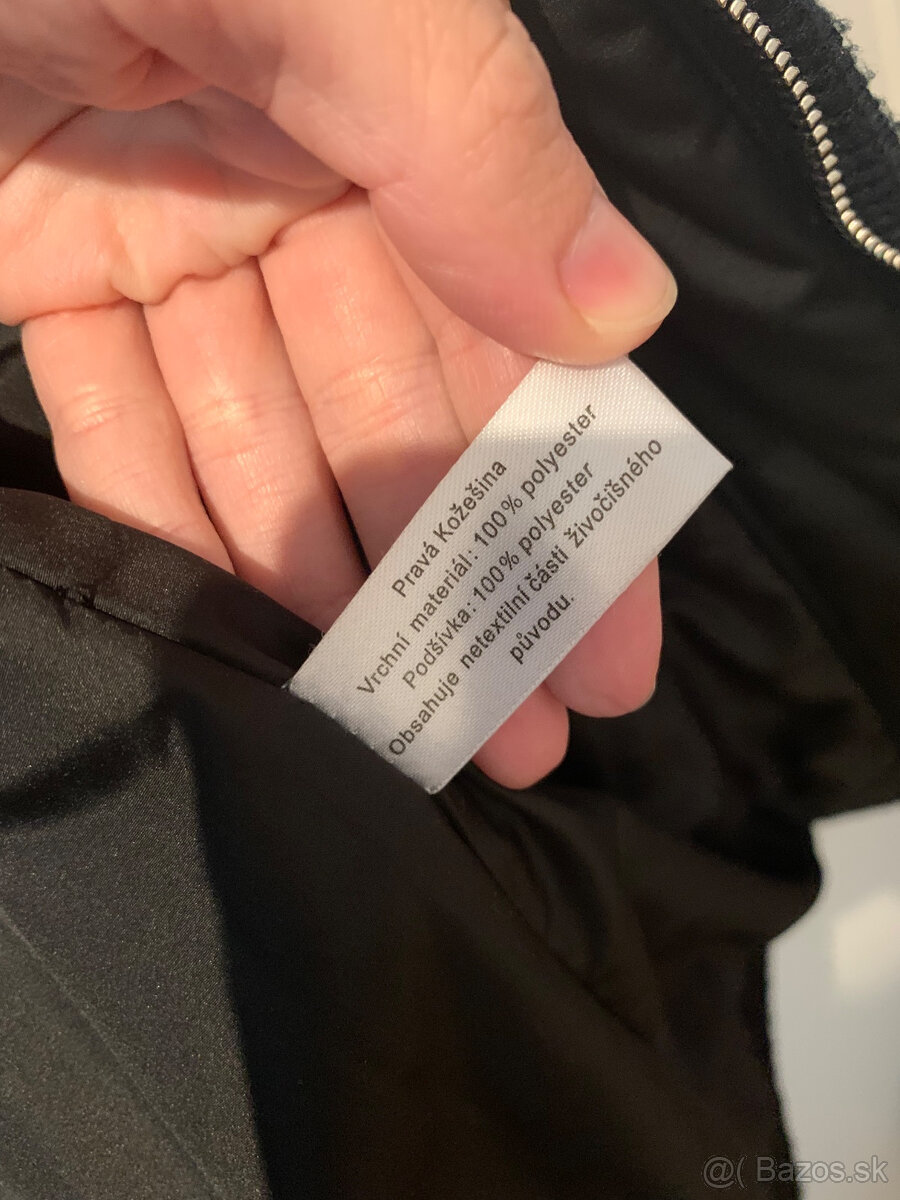 Pravá Kožešina
Vrchní materiál: 100% polyester
Podšívka: 100% polyester
Obsahuje netextilní části živočišného
původu.
@( Bazos.sk